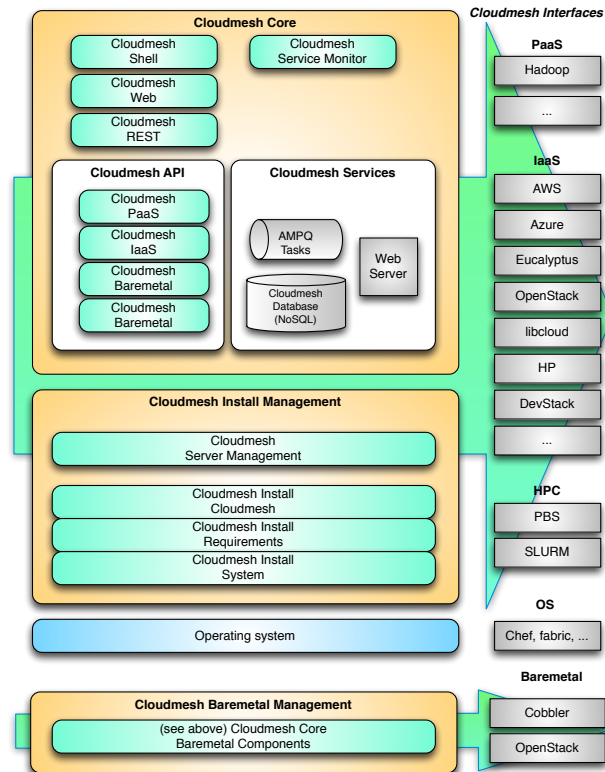 Cloudmesh Core
Cloudmesh
Shell
Cloudmesh
Service Monitor
Cloudmesh
Web
Cloudmesh
REST
Cloudmesh API
Cloudmesh
PaaS
Cloudmesh
IaaS
Cloudmesh
Baremetal
Cloudmesh
Baremetal
Cloudmesh Services
AMPQ
Tasks
Web
Server
Cloudmesh
Database
(NoSQL)
Cloudmesh Install Management
Cloudmesh
Server Management
Cloudmesh Install
Cloudmesh
Cloudmesh Install
Requirements
Cloudmesh Install
System
Operating system
Cloudmesh Baremetal Management
(see above) Cloudmesh Core
Baremetal Components
Cloudmesh Interfaces
PaaS
Hadoop
...
IaaS
AWS
Azure
Eucalyptus
OpenStack
libcloud
HP
DevStack
...
HPC
PBS
SLURM
OS
Chef, fabric, ...
Baremetal
Cobbler
OpenStack